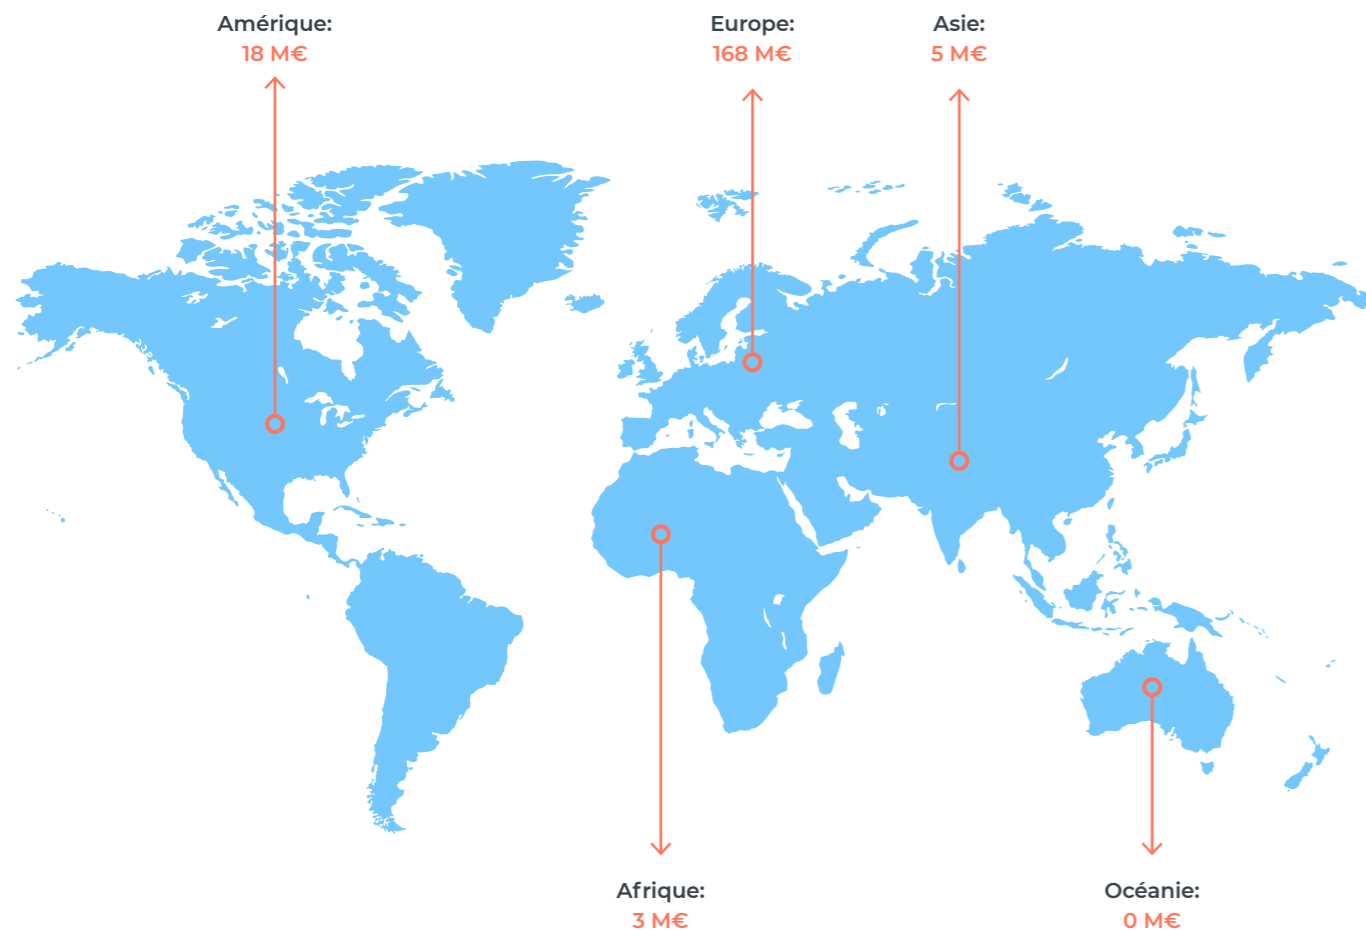 Amérique:
18 M€
Europe:
168 M€
Asie:
5 M€
Afrique:
3 M€
Océanie:
0 M€